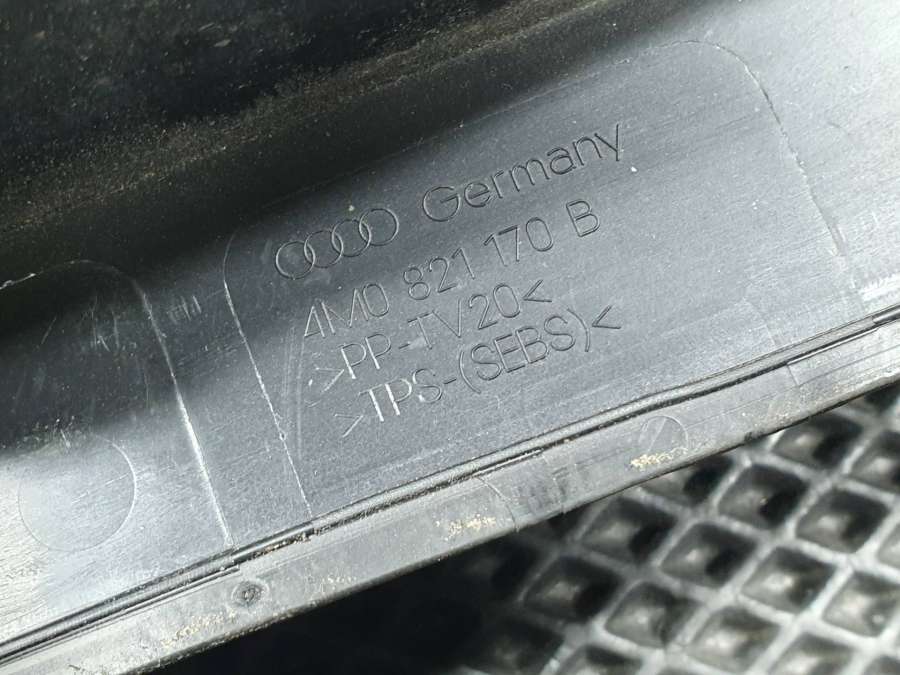 Germany
4M0 821 170 B
>PP-TV20<
>TPS-(SEBS)<